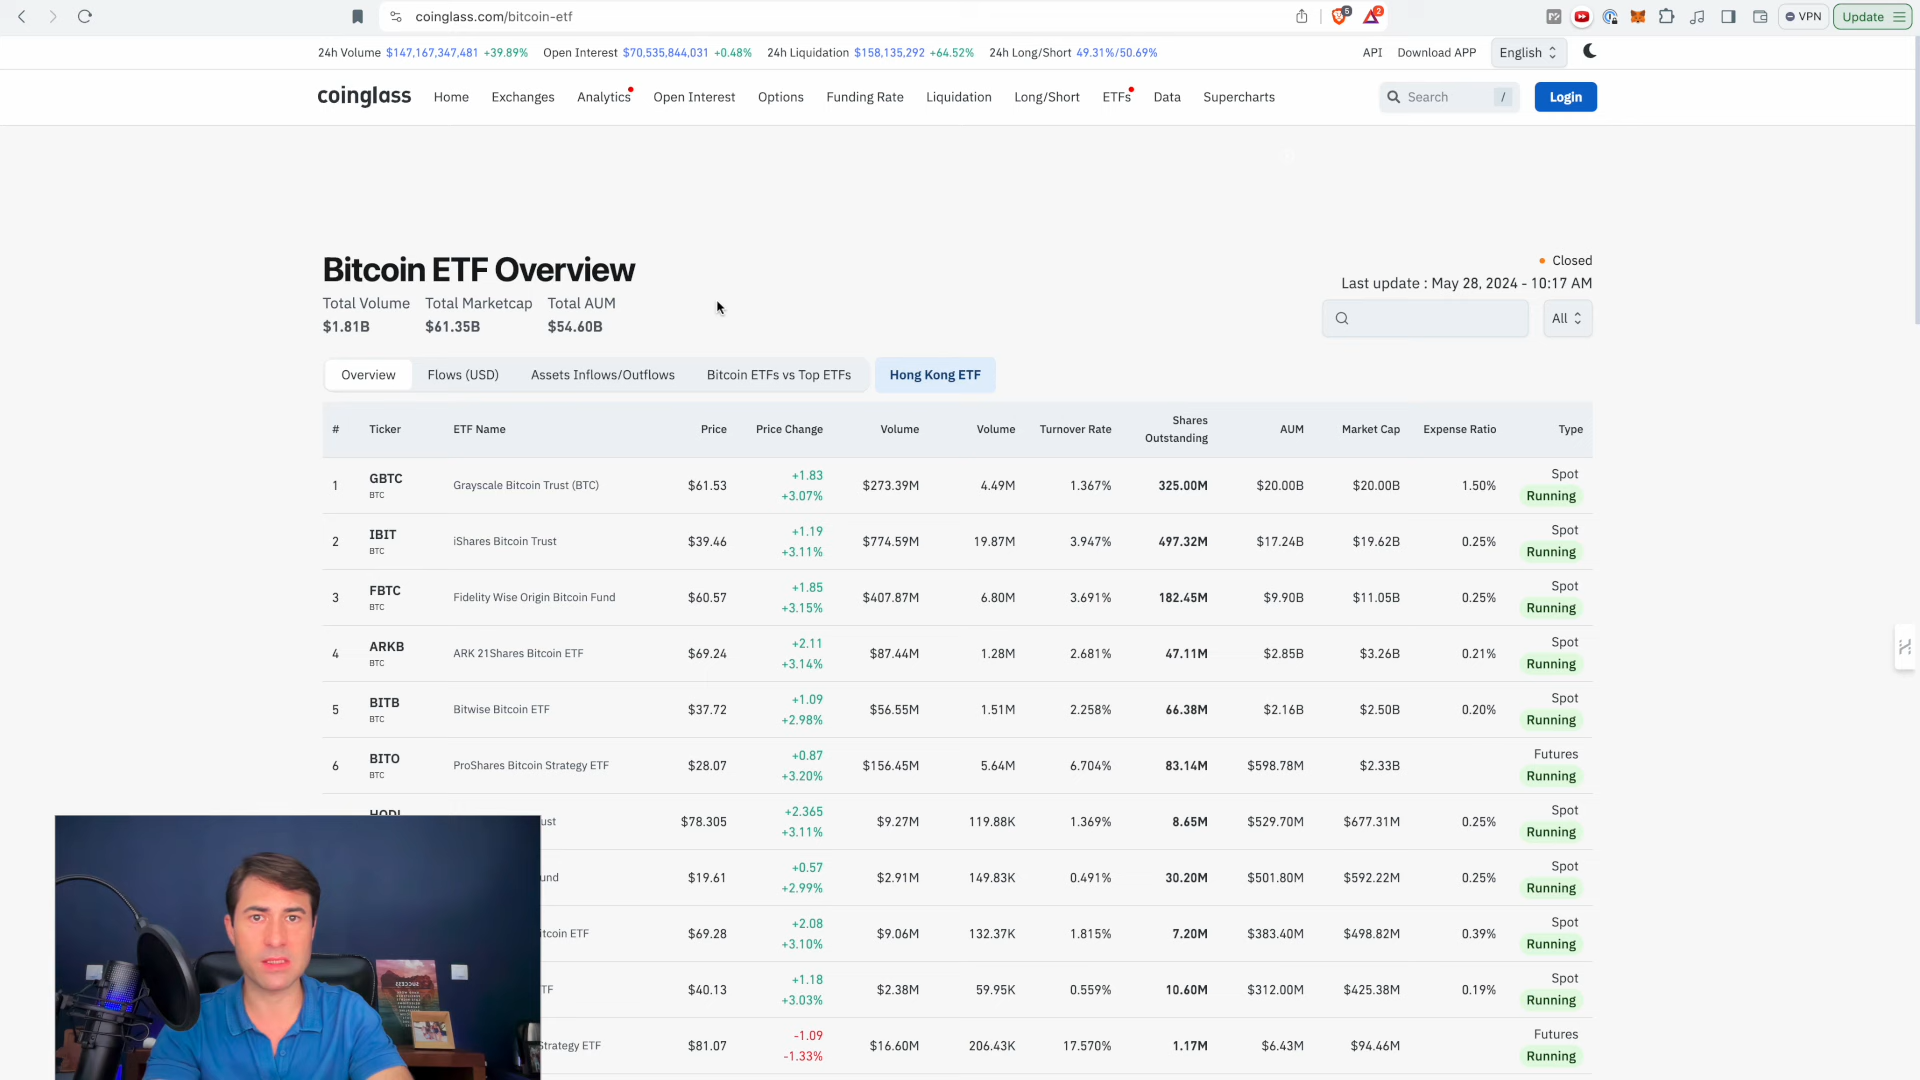 coinglass.com/bitcoin-etf
5
2
VPN
Update
24h Volume $147,167,347,481 +39.89% Open Interest $70,535,844,031 +0.48% 24h Liquidation $158,135,292 +64.52% 24h Long/Short 49.31%/50.69%
API Download APP English
coinglass Home Exchanges Analytics Open Interest Options Funding Rate Liquidation Long/Short ETFs Data Supercharts
Search / Login
Bitcoin ETF Overview
Closed
Last update : May 28, 2024 - 10:17 AM
Total Volume Total Marketcap Total AUM
$1.81B $61.35B $54.60B
All
Overview Flows (USD) Assets Inflows/Outflows Bitcoin ETFs vs Top ETFs Hong Kong ETF
# Ticker ETF Name Price Price Change Volume Volume Turnover Rate Shares Outstanding AUM Market Cap Expense Ratio Type
1 GBTC BTC Grayscale Bitcoin Trust (BTC) $61.53 +1.83 +3.07% $273.39M 4.49M 1.367% 325.00M $20.00B $20.00B 1.50% Spot Running
2 IBIT BTC iShares Bitcoin Trust $39.46 +1.19 +3.11% $774.59M 19.87M 3.947% 497.32M $17.24B $19.62B 0.25% Spot Running
3 FBTC BTC Fidelity Wise Origin Bitcoin Fund $60.57 +1.85 +3.15% $407.87M 6.80M 3.691% 182.45M $9.90B $11.05B 0.25% Spot Running
4 ARKB BTC ARK 21Shares Bitcoin ETF $69.24 +2.11 +3.14% $87.44M 1.28M 2.681% 47.11M $2.85B $3.26B 0.21% Spot Running
5 BITB BTC Bitwise Bitcoin ETF $37.72 +1.09 +2.98% $56.55M 1.51M 2.258% 66.38M $2.16B $2.50B 0.20% Spot Running
6 BITO BTC ProShares Bitcoin Strategy ETF $28.07 +0.87 +3.20% $156.45M 5.64M 6.704% 83.14M $598.78M $2.33B Futures Running
HODL ust $78.305 +2.365 +3.11% $9.27M 119.88K 1.369% 8.65M $529.70M $677.31M 0.25% Spot Running
und $19.61 +0.57 +2.99% $2.91M 149.83K 0.491% 30.20M $501.80M $592.22M 0.25% Spot Running
itcoin ETF $69.28 +2.08 +3.10% $9.06M 132.37K 1.815% 7.20M $383.40M $498.82M 0.39% Spot Running
TF $40.13 +1.18 +3.03% $2.38M 59.95K 0.559% 10.60M $312.00M $425.38M 0.19% Spot Running
Strategy ETF $81.07 -1.09 -1.33% $16.60M 206.43K 17.570% 1.17M $6.43M $94.46M Futures Running